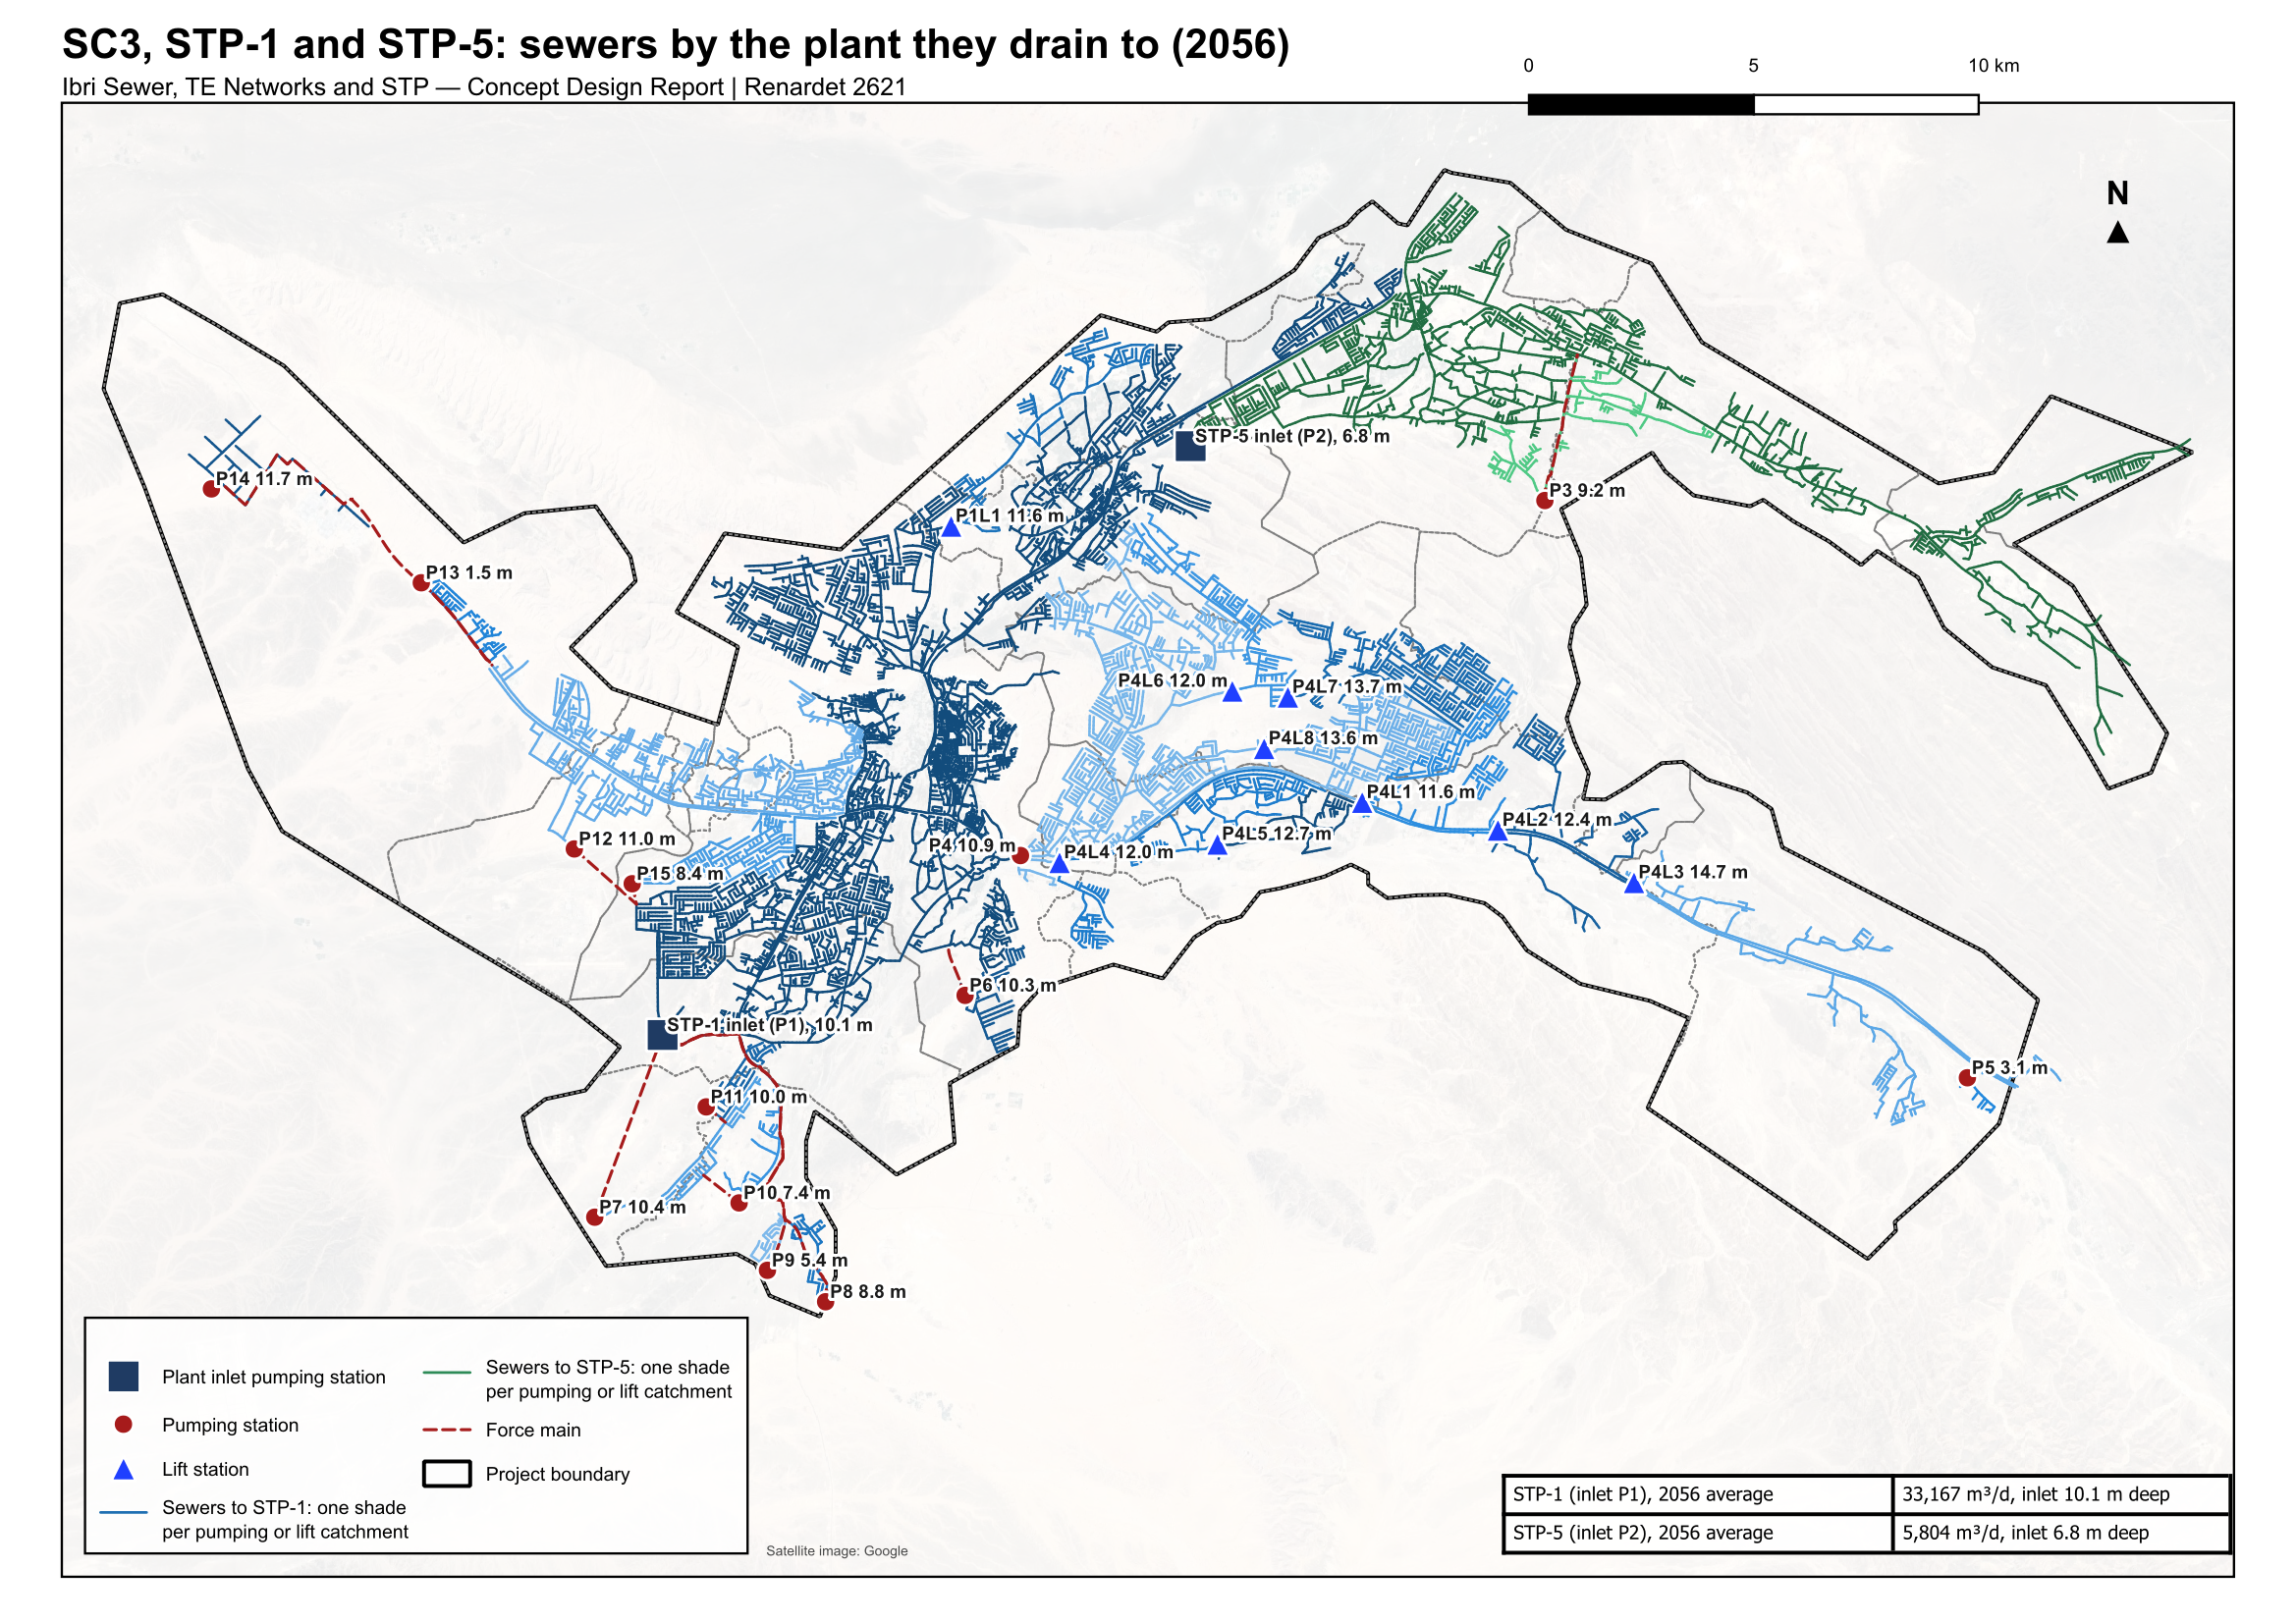 SC3, STP-1 and STP-5: sewers by the plant they drain to (2056)
Ibri Sewer, TE Networks and STP — Concept Design Report | Renardet 2621
0 5 10 km
N
STP-5 inlet (P2), 6.8 m
P14 11.7 m
P3 9.2 m
P1L1 11.6 m
P13 1.5 m
P4L6 12.0 m
P4L7 13.7 m
P4L8 13.6 m
P4L1 11.6 m
P4L2 12.4 m
P12 11.0 m
P4 10.9 m
P4L5 12.7 m
P4L4 12.0 m
P15 8.4 m
P4L3 14.7 m
P6 10.3 m
STP-1 inlet (P1), 10.1 m
P5 3.1 m
P11 10.0 m
P10 7.4 m
P7 10.4 m
P9 5.4 m
P8 8.8 m
Plant inlet pumping station
Pumping station
Lift station
Sewers to STP-1: one shade
per pumping or lift catchment
Sewers to STP-5: one shade
per pumping or lift catchment
Force main
Project boundary
Satellite image: Google
STP-1 (inlet P1), 2056 average 33,167 m³/d, inlet 10.1 m deep
STP-5 (inlet P2), 2056 average 5,804 m³/d, inlet 6.8 m deep